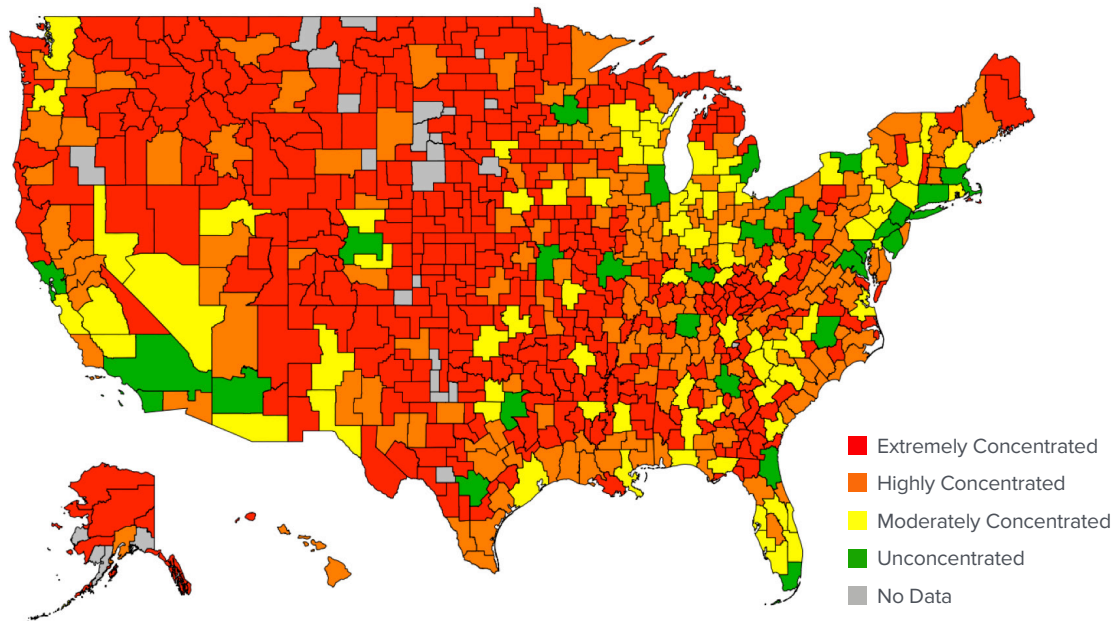 Extremely Concentrated
Highly Concentrated
Moderately Concentrated
Unconcentrated
No Data